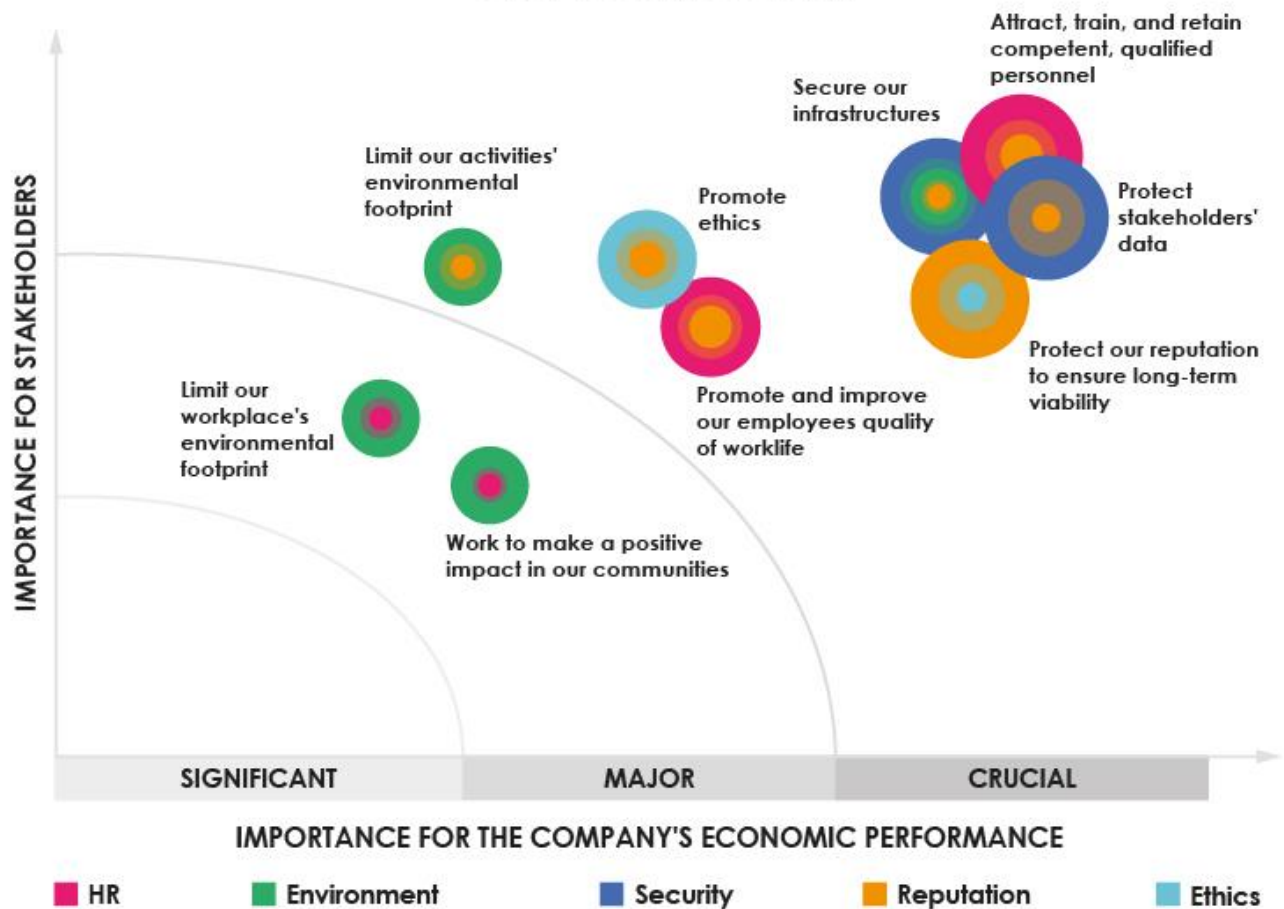 Attract, train, and retain
competent, qualified
personnel
Secure our
infrastructures
Limit our activities'
environmental
footprint
Promote
ethics
Protect
stakeholders'
data
Protect our reputation
to ensure long-term
viability
Limit our
workplace's
environmental
footprint
Promote and improve
our employees quality
of worklife
Work to make a positive
impact in our communities
IMPORTANCE FOR STAKEHOLDERS
SIGNIFICANT
MAJOR
CRUCIAL
IMPORTANCE FOR THE COMPANY'S ECONOMIC PERFORMANCE
HR
Environment
Security
Reputation
Ethics